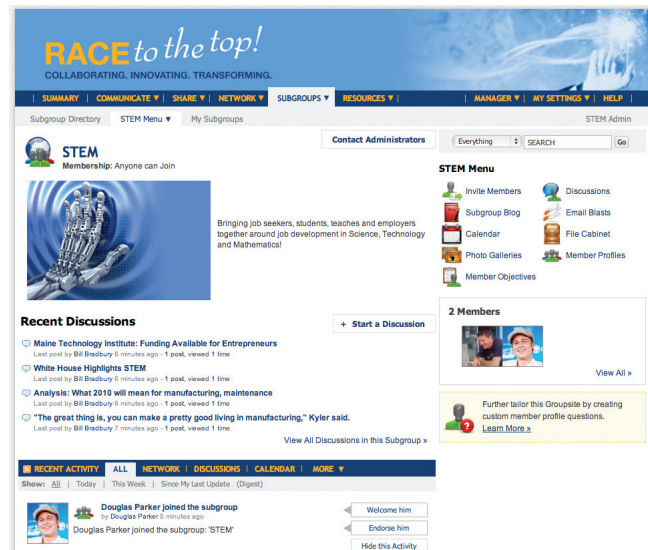 RACE to the top!
COLLABORATING. INNOVATING. TRANSFORMING.
| SUMMARY | COMMUNICATE ▼ | SHARE ▼ | NETWORK ▼ SUBGROUPS ▼ RESOURCES ▼ | | MANAGER ▼ | MY SETTINGS ▼ | HELP |
Subgroup Directory STEM Menu ▼ My Subgroups STEM Admin
STEM
Membership: Anyone can Join
Contact Administrators
Bringing job seekers, students, teaches and employers
together around job development in Science, Technology
and Mathematics!
Recent Discussions
+ Start a Discussion
Maine Technology Institute: Funding Available for Entrepreneurs
Last post by Bill Bradbury 6 minutes ago - 1 post, viewed 1 time
White House Highlights STEM
Last post by Bill Bradbury 6 minutes ago - 1 post, viewed 1 time
Analysis: What 2010 will mean for manufacturing, maintenance
Last post by Bill Bradbury 6 minutes ago - 1 post, viewed 1 time
"The great thing is, you can make a pretty good living in manufacturing," Kyler said.
Last post by Bill Bradbury 7 minutes ago - 1 post, viewed 1 time
View All Discussions in this Subgroup »
RECENT ACTIVITY ALL NETWORK | DISCUSSIONS | CALENDAR | MORE ▼
Show: All | Today | This Week | Since My Last Update (Digest)
Douglas Parker joined the subgroup
by Douglas Parker 5 minutes ago
Douglas Parker joined the subgroup: 'STEM'
Welcome him
Endorse him
Hide this Activity
Everything SEARCH Go
STEM Menu
Invite Members Discussions
Subgroup Blog Email Blasts
Calendar File Cabinet
Photo Galleries Member Profiles
Member Objectives
2 Members
View All »
Further tailor this Groupsite by creating
custom member profile questions.
Learn More »